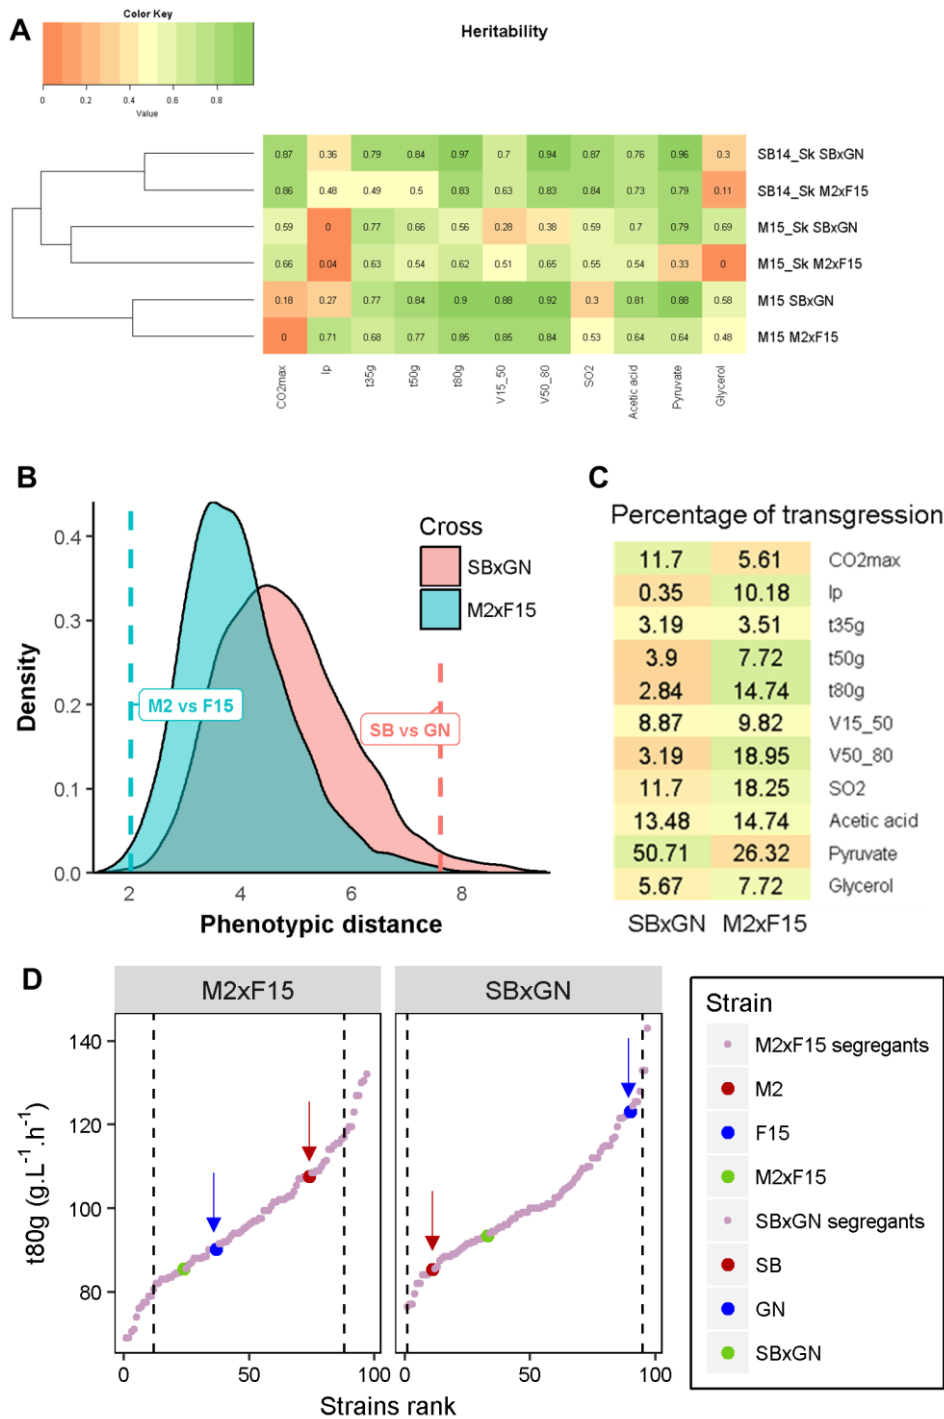 A
Color Key
0 0.2 0.4 0.6 0.8
Value
Heritability
0.87 0.36 0.79 0.84 0.97 0.7 0.94 0.87 0.76 0.96 0.3 SB14_Sk SBxGN
0.86 0.48 0.49 0.5 0.83 0.63 0.83 0.84 0.73 0.79 0.11 SB14_Sk M2xF15
0.59 0 0.77 0.66 0.56 0.28 0.38 0.59 0.7 0.79 0.69 M15_Sk SBxGN
0.66 0.04 0.63 0.54 0.62 0.51 0.65 0.55 0.54 0.33 0 M15_Sk M2xF15
0.18 0.27 0.77 0.84 0.9 0.88 0.92 0.3 0.81 0.88 0.58 M15 SBxGN
0 0.71 0.68 0.77 0.85 0.85 0.84 0.53 0.64 0.64 0.48 M15 M2xF15
CO2max lp t35g t50g t80g V15_50 V50_80 SO2 Acetic acid Pyruvate Glycerol
B
Density
0.4
0.3
0.2
0.1
0.0
Cross
SBxGN
M2xF15
M2 vs F15
SB vs GN
2 4 6 8
Phenotypic distance
C
Percentage of transgression
11.7 5.61 CO2max
0.35 10.18 lp
3.19 3.51 t35g
3.9 7.72 t50g
2.84 14.74 t80g
8.87 9.82 V15_50
3.19 18.95 V50_80
11.7 18.25 SO2
13.48 14.74 Acetic acid
50.71 26.32 Pyruvate
5.67 7.72 Glycerol
SBxGN M2xF15
D
M2xF15 SBxGN
t80g (g.L⁻¹.h⁻¹)
140
120
100
80
0 50 100 0 50 100
Strains rank
Strain
M2xF15 segregants
M2
F15
M2xF15
SBxGN segregants
SB
GN
SBxGN